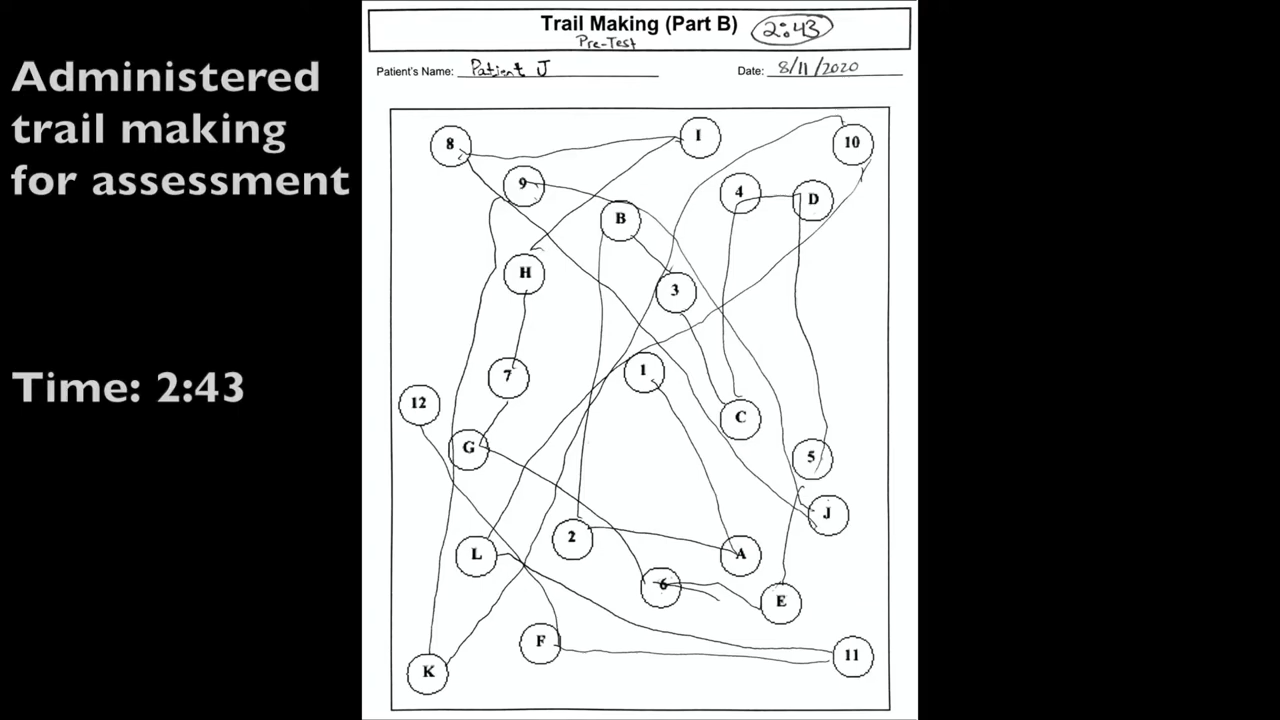 Administered
trail making
for assessment
Time: 2:43
Trail Making (Part B) 2:43
Pre-Test
Patient's Name: Patient J Date: 8/11/2020
8 I 10
9 4 D
B
H 3
7 1
12 C
G 5
J
L 2 A
6 E
F 11
K